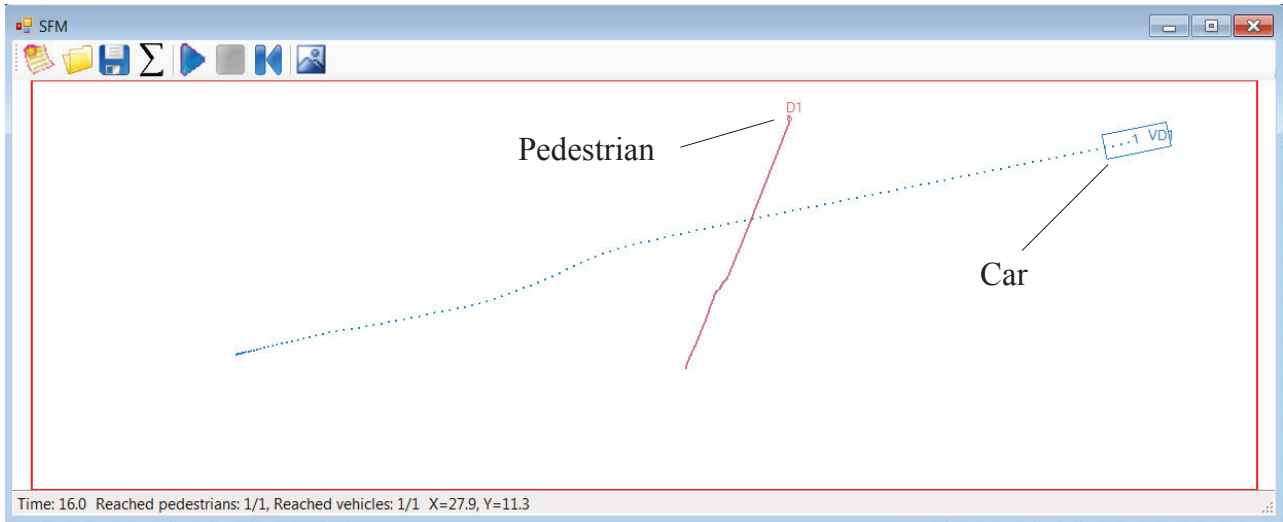 SFM
Σ
D1
Pedestrian
1 VD1
Car
Time: 16.0 Reached pedestrians: 1/1, Reached vehicles: 1/1 X=27.9, Y=11.3